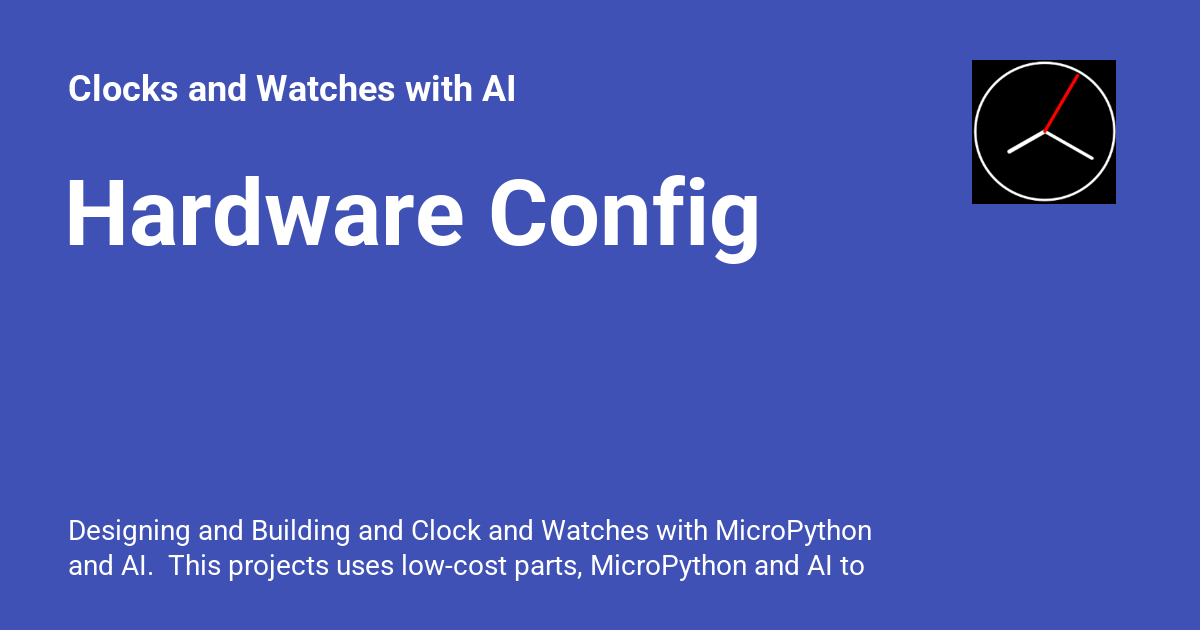 Clocks and Watches with AI
Hardware Config
Designing and Building and Clock and Watches with MicroPython
and AI.  This projects uses low-cost parts, MicroPython and AI to